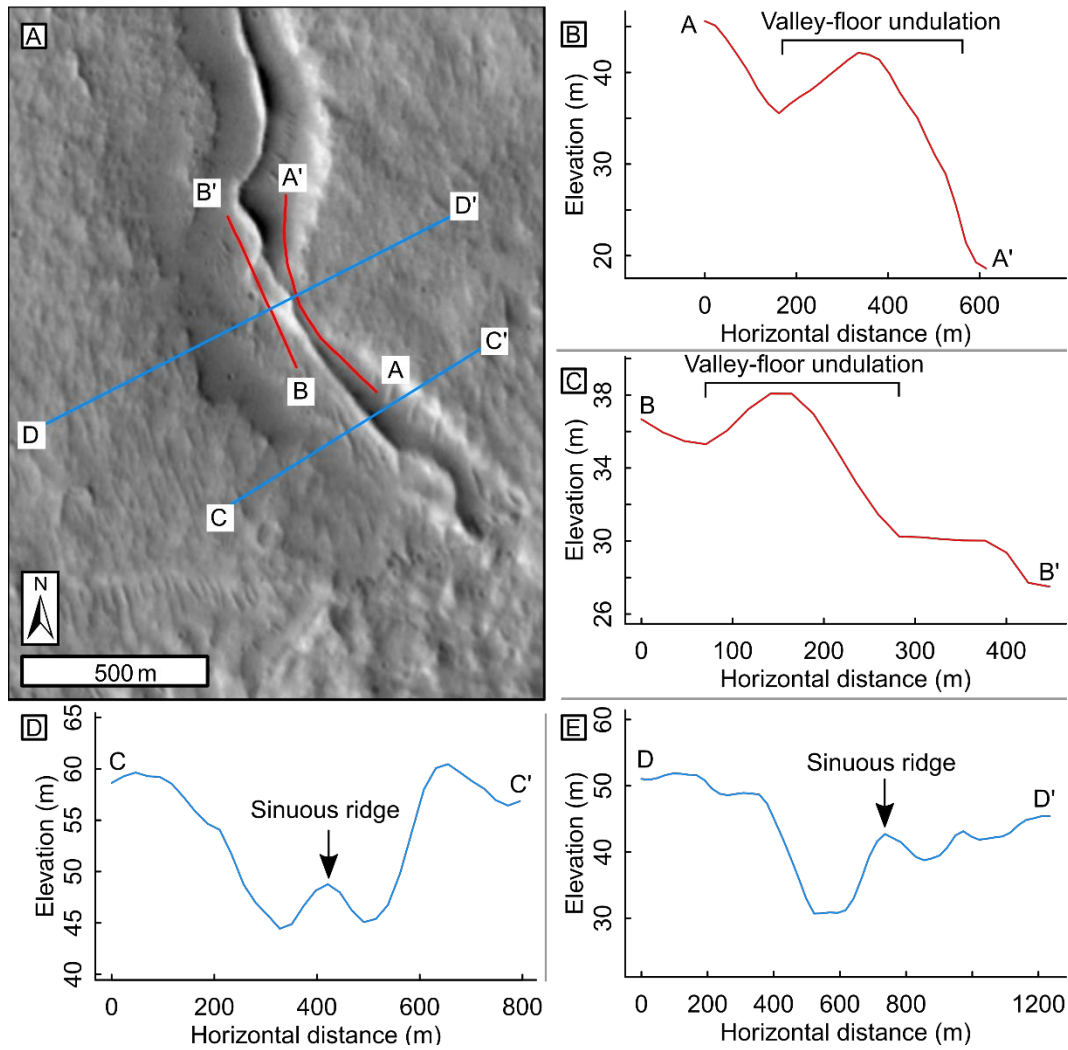 A
B'
A'
D'
C'
A
B
D
C
N
500 m
B
Valley-floor undulation
A
A'
Elevation (m)
40
30
20
0
200
400
600
Horizontal distance (m)
C
Valley-floor undulation
B
B'
Elevation (m)
38
34
30
26
0
100
200
300
400
Horizontal distance (m)
D
C
C'
Sinuous ridge
Elevation (m)
65
60
55
50
45
40
0
200
400
600
800
Horizontal distance (m)
E
D
D'
Sinuous ridge
Elevation (m)
60
50
40
30
0
200
400
600
800
1000
1200
Horizontal distance (m)